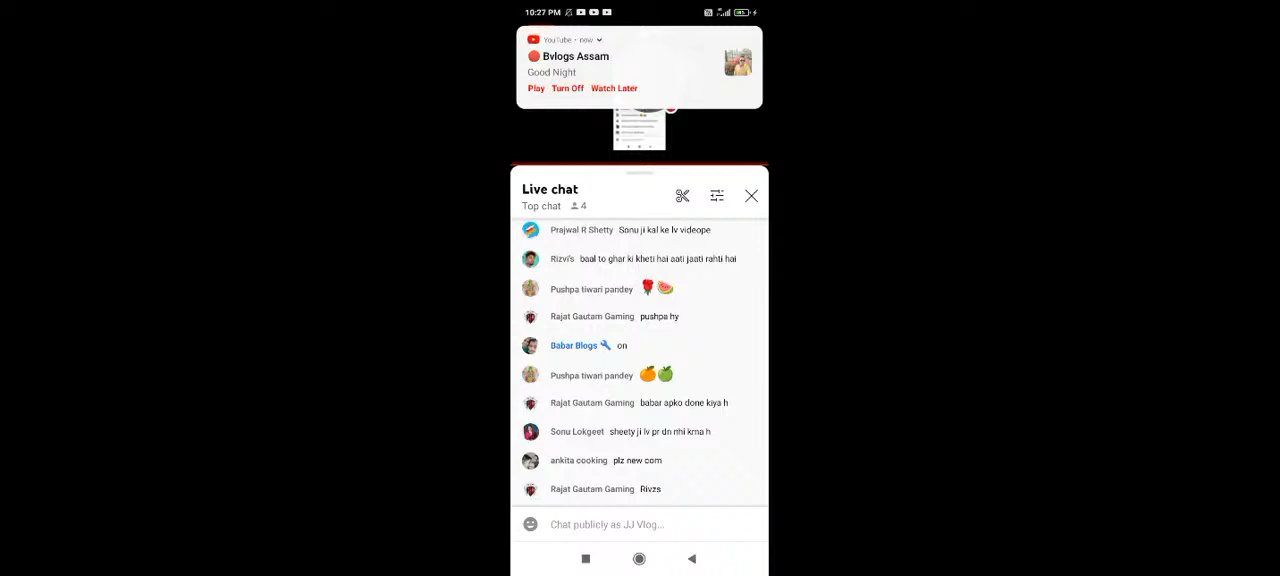 10:27 PM
YouTube • now
🔴 Bvlogs Assam
Good Night
Play Turn Off Watch Later
Live chat
Top chat 4
Prajwal R Shetty Sonu ji kal ke lv videope
Rizvi's baal to ghar ki kheti hai aati jaati rahti hai
Pushpa tiwari pandey 🌹🍉
Rajat Gautam Gaming pushpa hy
Babar Blogs 🔧 on
Pushpa tiwari pandey 🍊🍏
Rajat Gautam Gaming babar apko done kiya h
Sonu Lokgeet sheety ji lv pr dn nhi krna h
ankita cooking plz new com
Rajat Gautam Gaming Rivzs
Chat publicly as JJ Vlog...